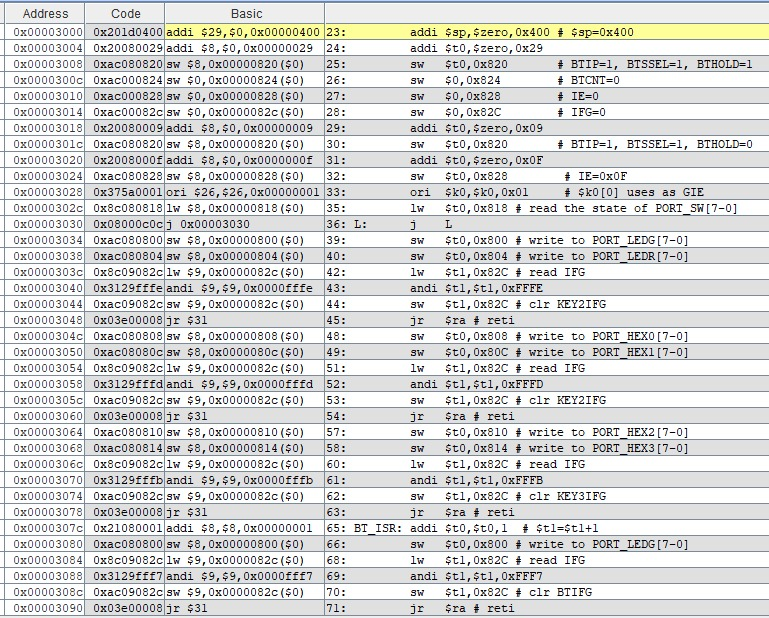 Address Code Basic
0x00003000 0x201d0400 addi $29,$0,0x00000400 23: addi $sp,$zero,0x400 # $sp=0x400
0x00003004 0x20080029 addi $8,$0,0x00000029 24: addi $t0,$zero,0x29
0x00003008 0xac080820 sw $8,0x00000820($0) 25: sw $t0,0x820 # BTIP=1, BTSSEL=1, BTHOLD=1
0x0000300c 0xac000824 sw $0,0x00000824($0) 26: sw $0,0x824 # BTCNT=0
0x00003010 0xac000828 sw $0,0x00000828($0) 27: sw $0,0x828 # IE=0
0x00003014 0xac00082c sw $0,0x0000082c($0) 28: sw $0,0x82C # IFG=0
0x00003018 0x20080009 addi $8,$0,0x00000009 29: addi $t0,$zero,0x09
0x0000301c 0xac080820 sw $8,0x00000820($0) 30: sw $t0,0x820 # BTIP=1, BTSSEL=1, BTHOLD=0
0x00003020 0x2008000f addi $8,$0,0x0000000f 31: addi $t0,$zero,0x0F
0x00003024 0xac080828 sw $8,0x00000828($0) 32: sw $t0,0x828 # IE=0x0F
0x00003028 0x375a0001 ori $26,$26,0x00000001 33: ori $k0,$k0,0x01 # $k0[0] uses as GIE
0x0000302c 0x8c080818 lw $8,0x00000818($0) 35: lw $t0,0x818 # read the state of PORT_SW[7-0]
0x00003030 0x08000c0c j 0x00003030 36: L: j L
0x00003034 0xac080800 sw $8,0x00000800($0) 39: sw $t0,0x800 # write to PORT_LEDG[7-0]
0x00003038 0xac080804 sw $8,0x00000804($0) 40: sw $t0,0x804 # write to PORT_LEDR[7-0]
0x0000303c 0x8c09082c lw $9,0x0000082c($0) 42: lw $t1,0x82C # read IFG
0x00003040 0x3129fffe andi $9,$9,0x0000fffe 43: andi $t1,$t1,0xFFFE
0x00003044 0xac09082c sw $9,0x0000082c($0) 44: sw $t1,0x82C # clr KEY2IFG
0x00003048 0x03e00008 jr $31 45: jr $ra # reti
0x0000304c 0xac080808 sw $8,0x00000808($0) 48: sw $t0,0x808 # write to PORT_HEX0[7-0]
0x00003050 0xac08080c sw $8,0x0000080c($0) 49: sw $t0,0x80C # write to PORT_HEX1[7-0]
0x00003054 0x8c09082c lw $9,0x0000082c($0) 51: lw $t1,0x82C # read IFG
0x00003058 0x3129fffd andi $9,$9,0x0000fffd 52: andi $t1,$t1,0xFFFD
0x0000305c 0xac09082c sw $9,0x0000082c($0) 53: sw $t1,0x82C # clr KEY2IFG
0x00003060 0x03e00008 jr $31 54: jr $ra # reti
0x00003064 0xac080810 sw $8,0x00000810($0) 57: sw $t0,0x810 # write to PORT_HEX2[7-0]
0x00003068 0xac080814 sw $8,0x00000814($0) 58: sw $t0,0x814 # write to PORT_HEX3[7-0]
0x0000306c 0x8c09082c lw $9,0x0000082c($0) 60: lw $t1,0x82C # read IFG
0x00003070 0x3129fffb andi $9,$9,0x0000fffb 61: andi $t1,$t1,0xFFFB
0x00003074 0xac09082c sw $9,0x0000082c($0) 62: sw $t1,0x82C # clr KEY3IFG
0x00003078 0x03e00008 jr $31 63: jr $ra # reti
0x0000307c 0x21080001 addi $8,$8,0x00000001 65: BT_ISR: addi $t0,$t0,1 # $t1=$t1+1
0x00003080 0xac080800 sw $8,0x00000800($0) 66: sw $t0,0x800 # write to PORT_LEDG[7-0]
0x00003084 0x8c09082c lw $9,0x0000082c($0) 68: lw $t1,0x82C # read IFG
0x00003088 0x3129fff7 andi $9,$9,0x0000fff7 69: andi $t1,$t1,0xFFF7
0x0000308c 0xac09082c sw $9,0x0000082c($0) 70: sw $t1,0x82C # clr BTIFG
0x00003090 0x03e00008 jr $31 71: jr $ra # reti